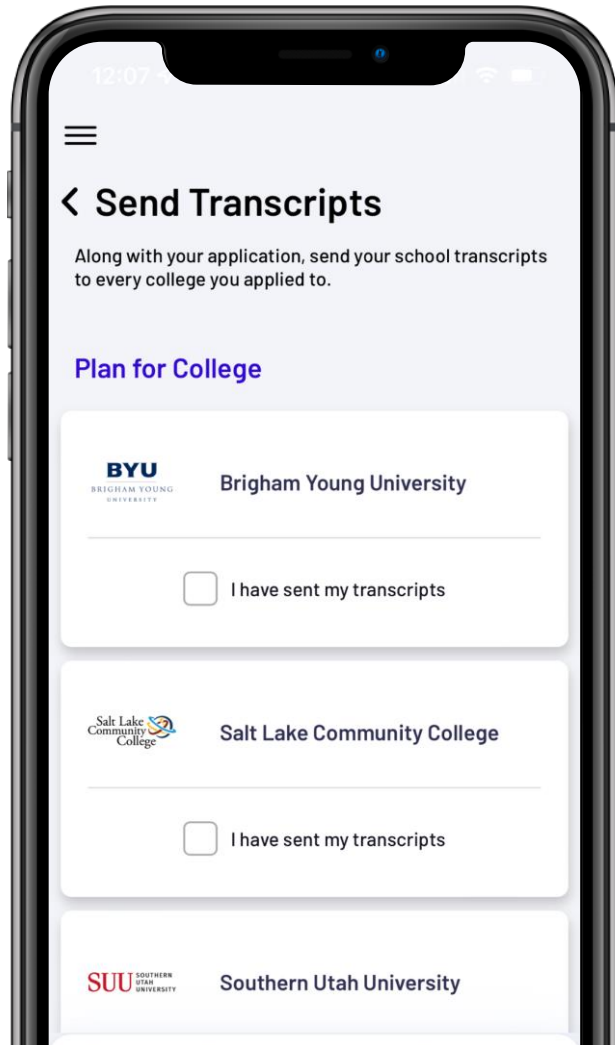 12:07
Send Transcripts
Along with your application, send your school transcripts
to every college you applied to.
Plan for College
BYU
BRIGHAM YOUNG
UNIVERSITY
Brigham Young University
I have sent my transcripts
Salt Lake
Community
College
Salt Lake Community College
I have sent my transcripts
SUU
SOUTHERN
UTAH
UNIVERSITY
Southern Utah University